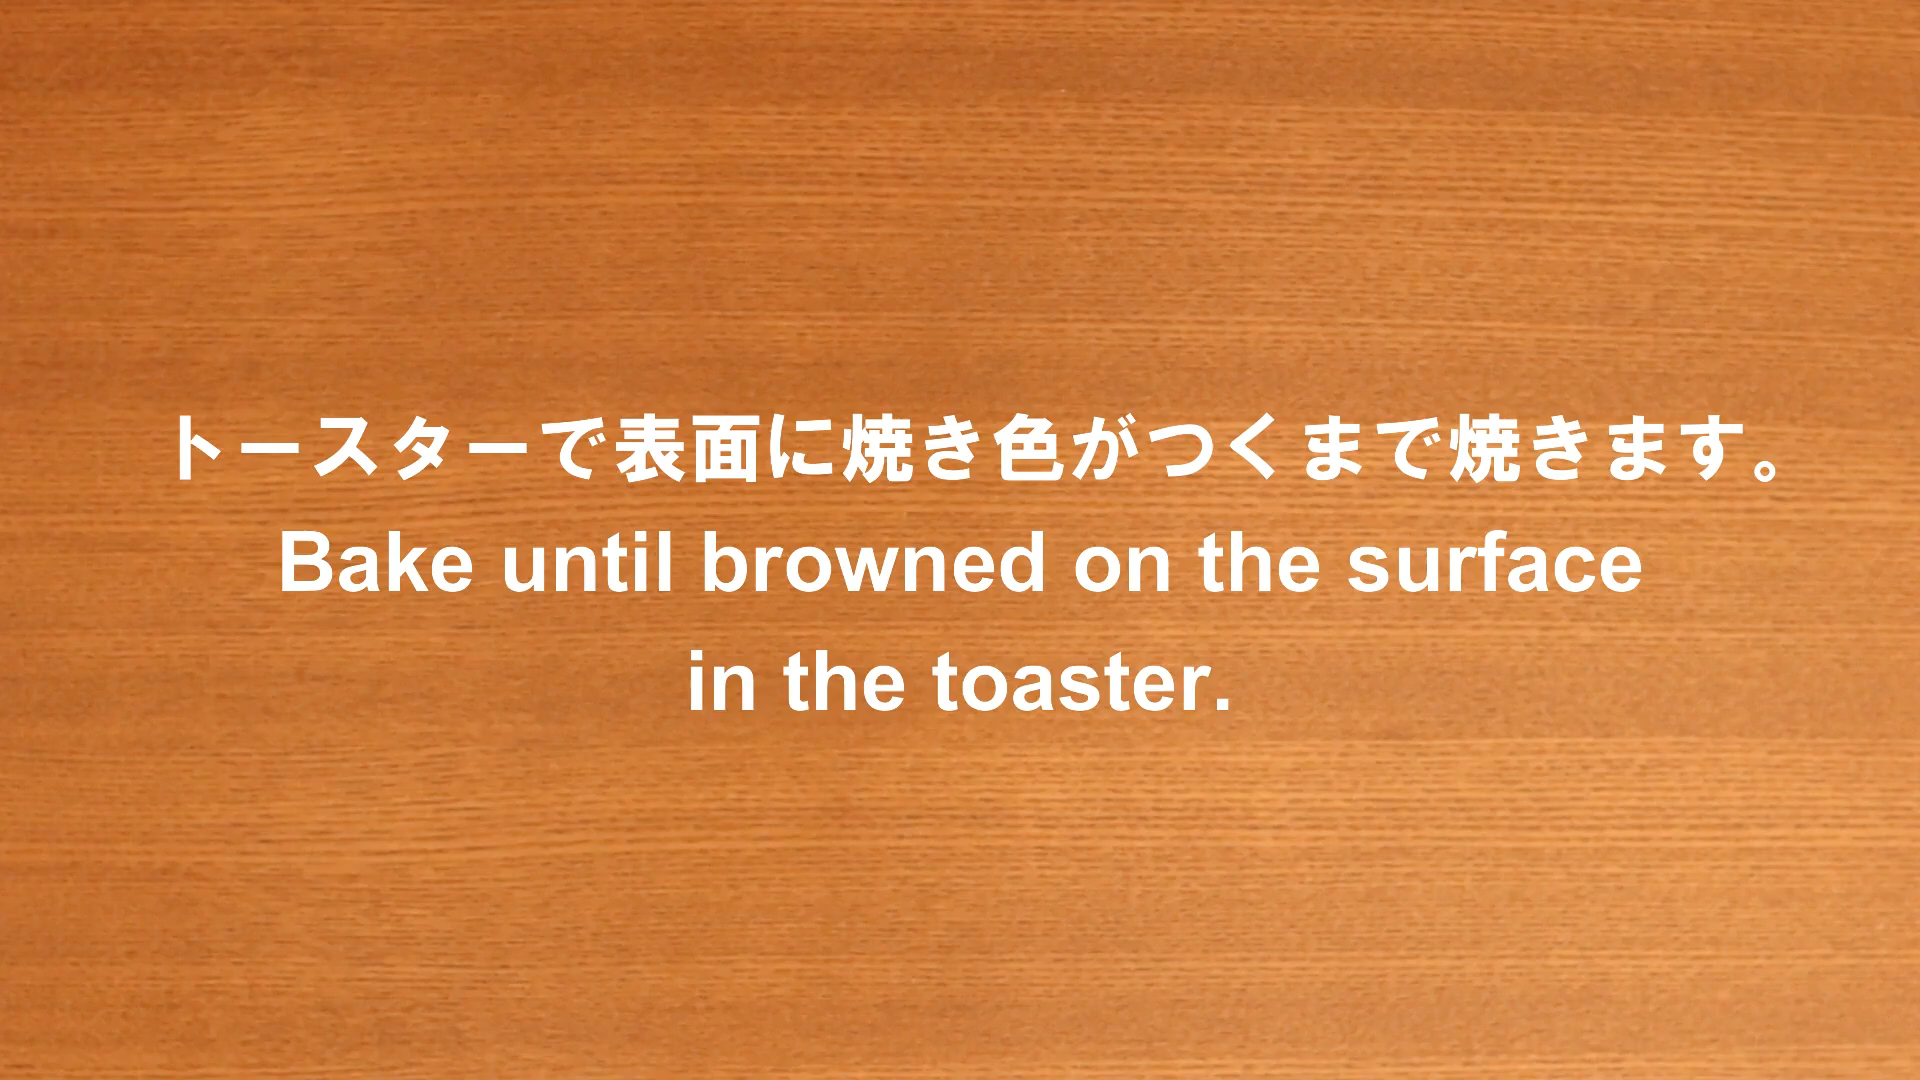 トースターで表面に焼き色がつくまで焼きます。
Bake until browned on the surface
in the toaster.